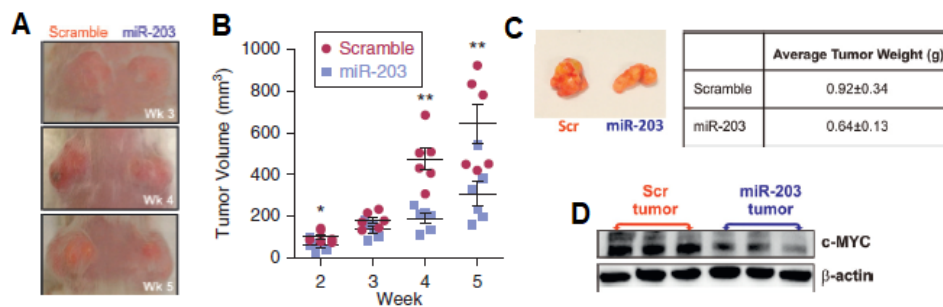 A
Scramble miR-203
Wk 3
Wk 4
Wk 5
B
Tumor Volume (mm³)
1000
800
600
400
200
0
Scramble
miR-203
*
**
**
2 3 4 5
Week
C
Scr miR-203
Average Tumor Weight (g)
Scramble 0.92±0.34
miR-203 0.64±0.13
D
Scr tumor
miR-203 tumor
c-MYC
β-actin